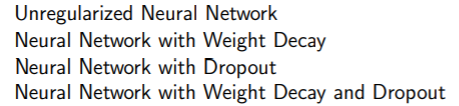 Unregularized Neural Network
Neural Network with Weight Decay
Neural Network with Dropout
Neural Network with Weight Decay and Dropout